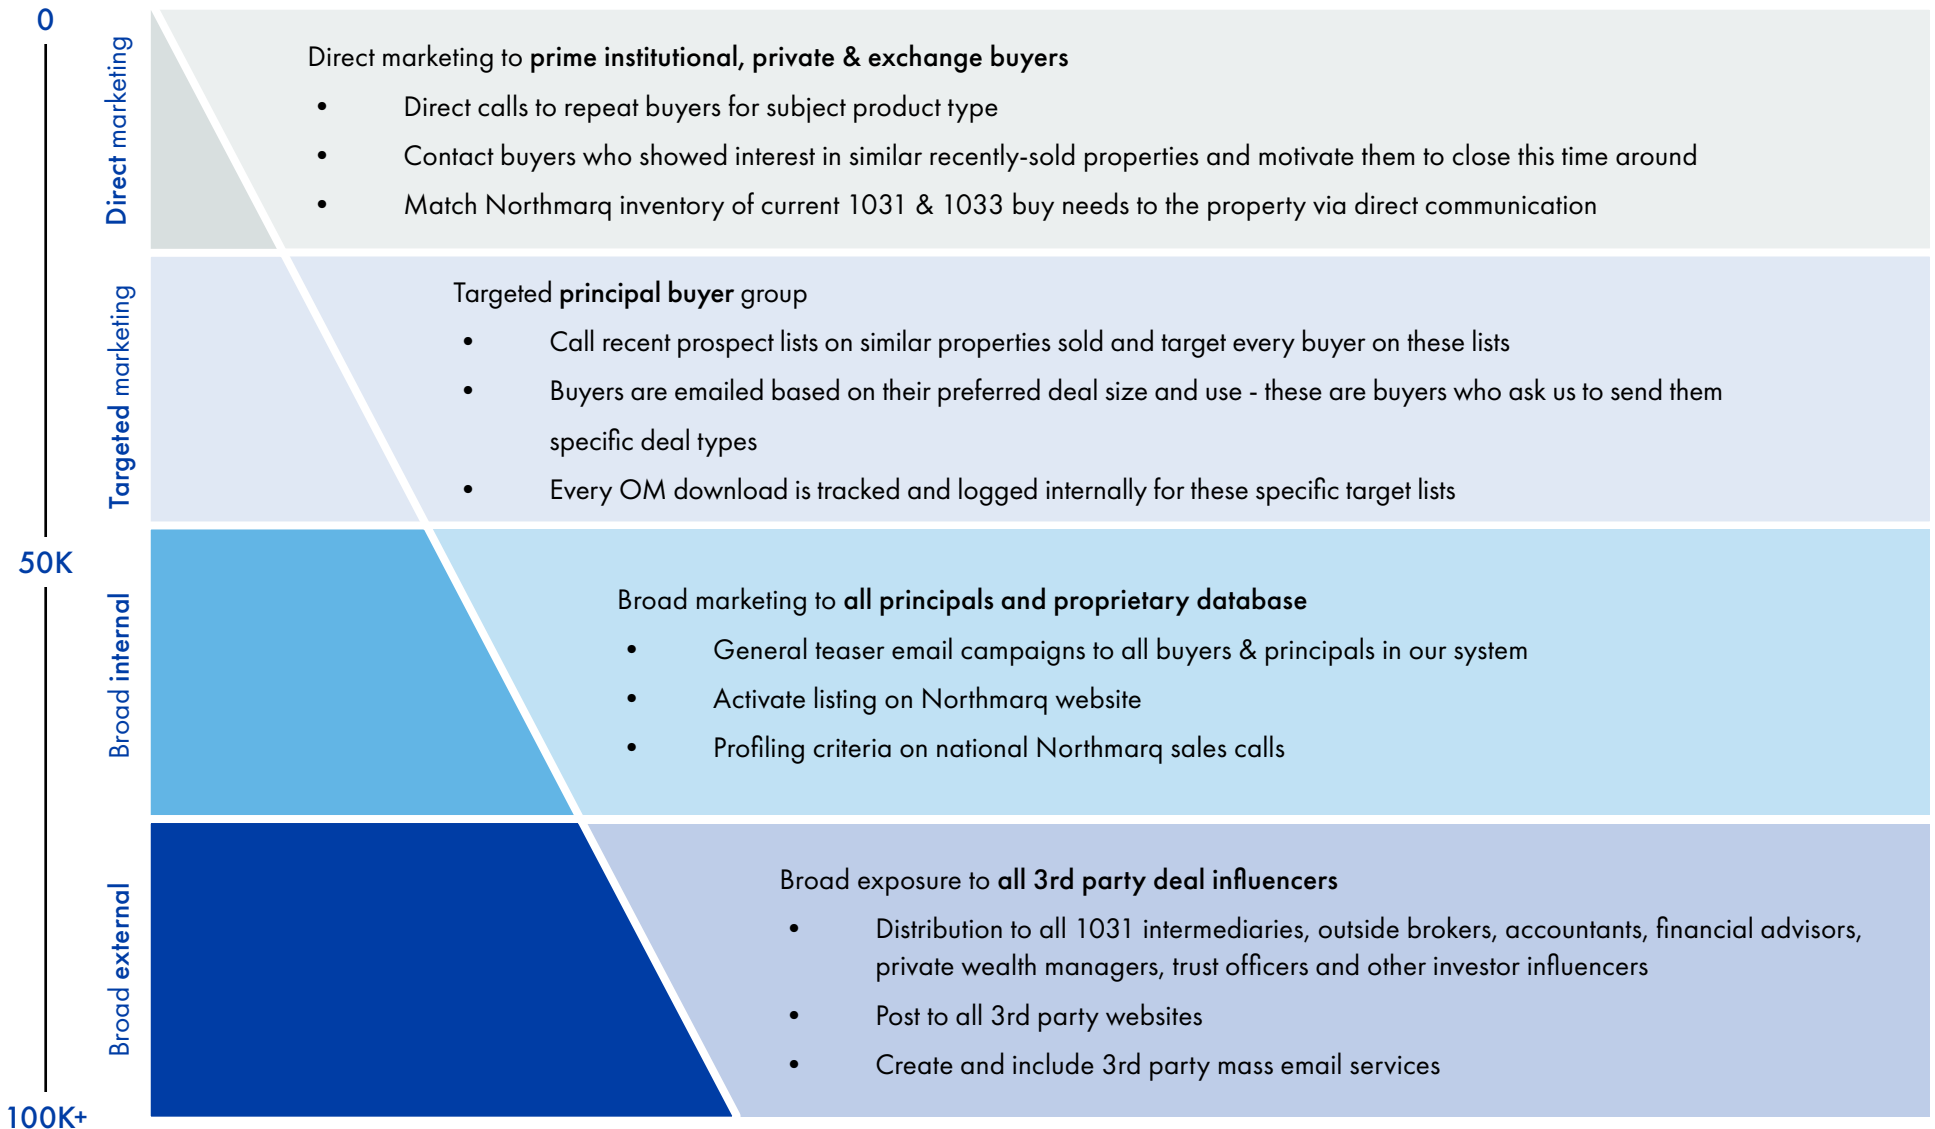 0
Direct marketing
Direct marketing to prime institutional, private & exchange buyers
• Direct calls to repeat buyers for subject product type
• Contact buyers who showed interest in similar recently-sold properties and motivate them to close this time around
• Match Northmarq inventory of current 1031 & 1033 buy needs to the property via direct communication
Targeted marketing
Targeted principal buyer group
• Call recent prospect lists on similar properties sold and target every buyer on these lists
• Buyers are emailed based on their preferred deal size and use - these are buyers who ask us to send them
specific deal types
• Every OM download is tracked and logged internally for these specific target lists
50K
Broad internal
Broad marketing to all principals and proprietary database
• General teaser email campaigns to all buyers & principals in our system
• Activate listing on Northmarq website
• Profiling criteria on national Northmarq sales calls
Broad external
Broad exposure to all 3rd party deal influencers
• Distribution to all 1031 intermediaries, outside brokers, accountants, financial advisors,
private wealth managers, trust officers and other investor influencers
• Post to all 3rd party websites
• Create and include 3rd party mass email services
100K+